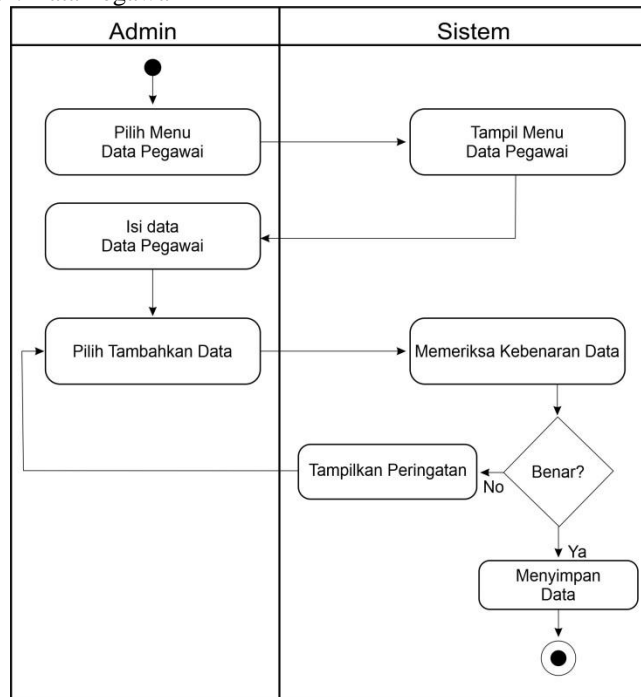 Admin
Sistem
Pilih Menu
Data Pegawai
Tampil Menu
Data Pegawai
Isi data
Data Pegawai
Pilih Tambahkan Data
Memeriksa Kebenaran Data
Tampilkan Peringatan
No
Benar?
Ya
Menyimpan
Data